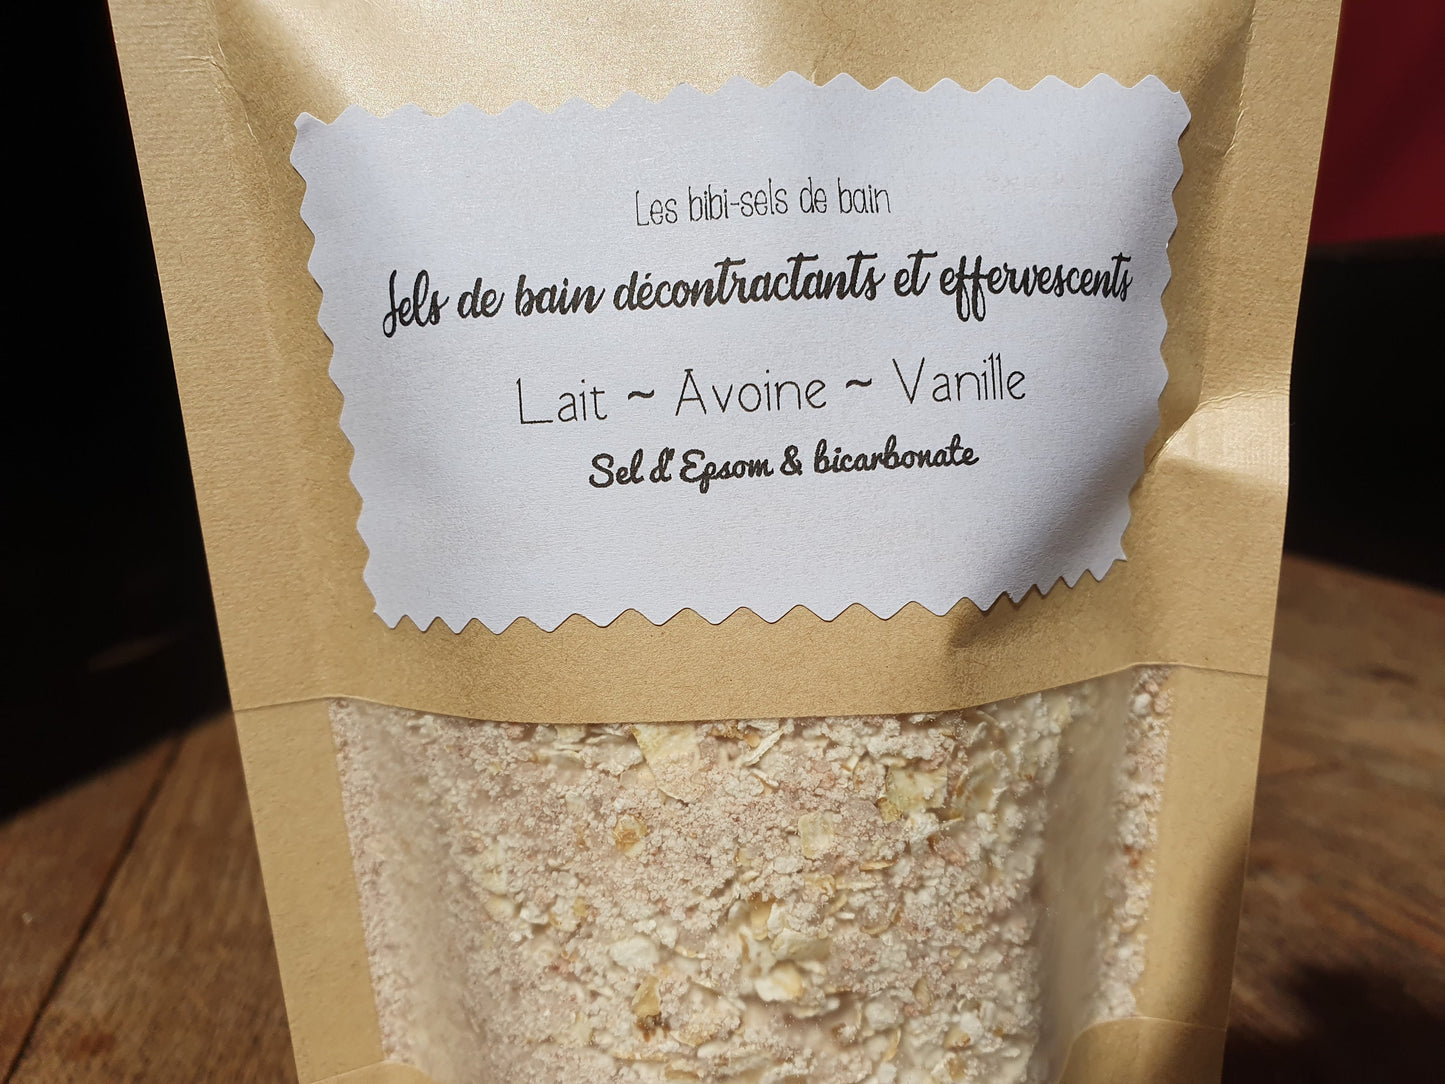 Les bibi-sels de bain
Sels de bain décontractants et effervescents
Lait ~ Avoine ~ Vanille
Sel d'Epsom & bicarbonate